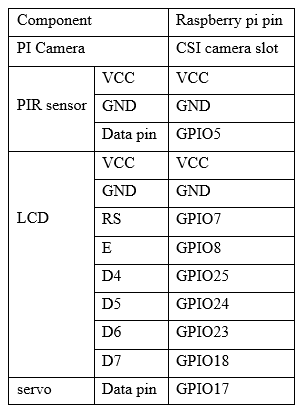 Component Raspberry pi pin
PI Camera CSI camera slot
PIR sensor VCC VCC
GND GND
Data pin GPIO5
LCD VCC VCC
GND GND
RS GPIO7
E GPIO8
D4 GPIO25
D5 GPIO24
D6 GPIO23
D7 GPIO18
servo Data pin GPIO17